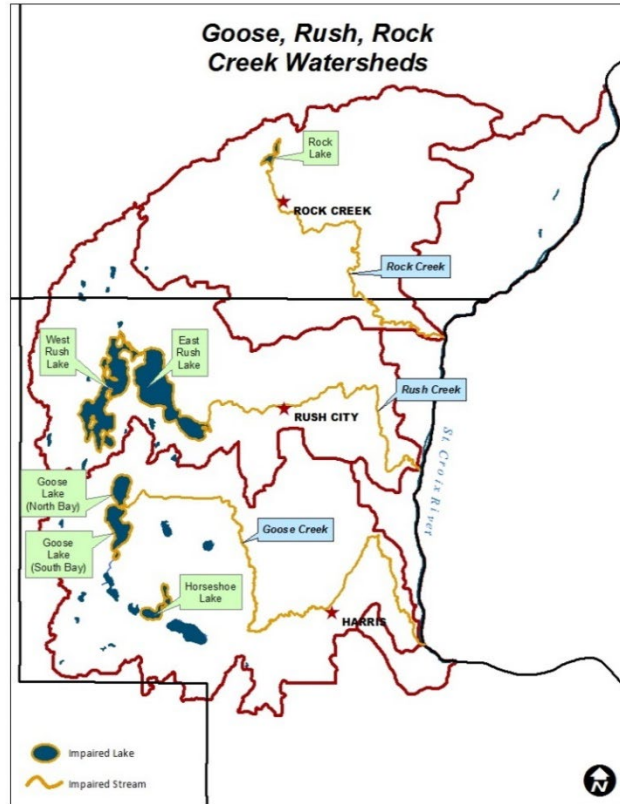 Goose, Rush, Rock
Creek Watersheds
Rock
Lake
ROCK CREEK
Rock Creek
West
Rush
Lake
East
Rush
Lake
Rush Creek
RUSH CITY
St. Croix River
Goose
Lake
(North Bay)
Goose Creek
Goose
Lake
(South Bay)
Horseshoe
Lake
HARRIS
Impaired Lake
Impaired Stream
N